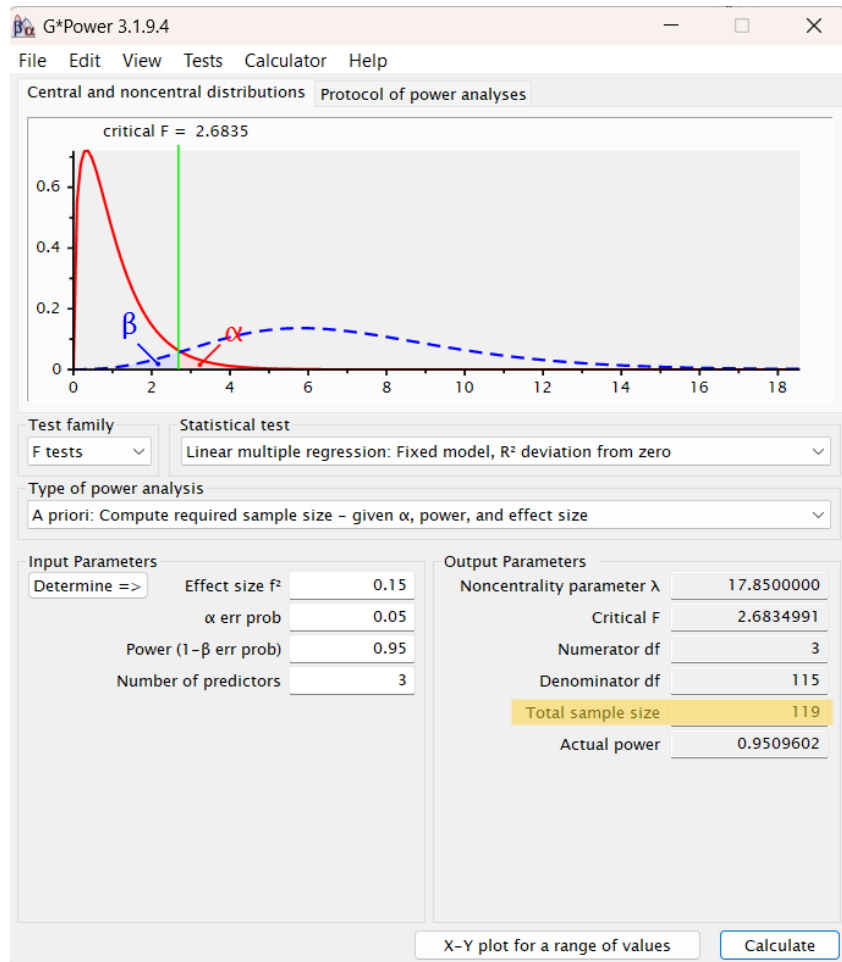 G*Power 3.1.9.4
File Edit View Tests Calculator Help
Central and noncentral distributions Protocol of power analyses
critical F = 2.6835
0.6
0.4
0.2
0
β
α
0 2 4 6 8 10 12 14 16 18
Test family
F tests
Statistical test
Linear multiple regression: Fixed model, R² deviation from zero
Type of power analysis
A priori: Compute required sample size – given α, power, and effect size
Input Parameters
Determine => Effect size f² 0.15
α err prob 0.05
Power (1-β err prob) 0.95
Number of predictors 3
Output Parameters
Noncentrality parameter λ 17.8500000
Critical F 2.6834991
Numerator df 3
Denominator df 115
Total sample size 119
Actual power 0.9509602
X-Y plot for a range of values Calculate